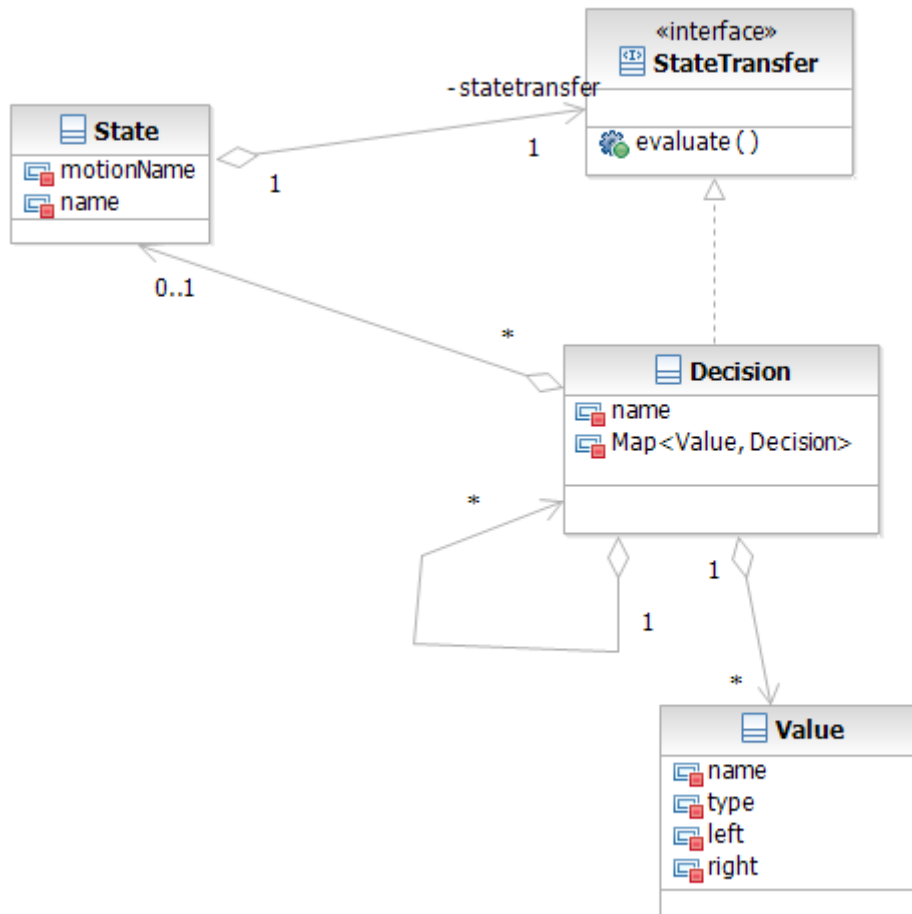 «interface»
StateTransfer
-statetransfer
State
evaluate ( )
1
1
motionName
name
0..1
*
Decision
name
Map<Value, Decision>
*
1
1
*
Value
name
type
left
right